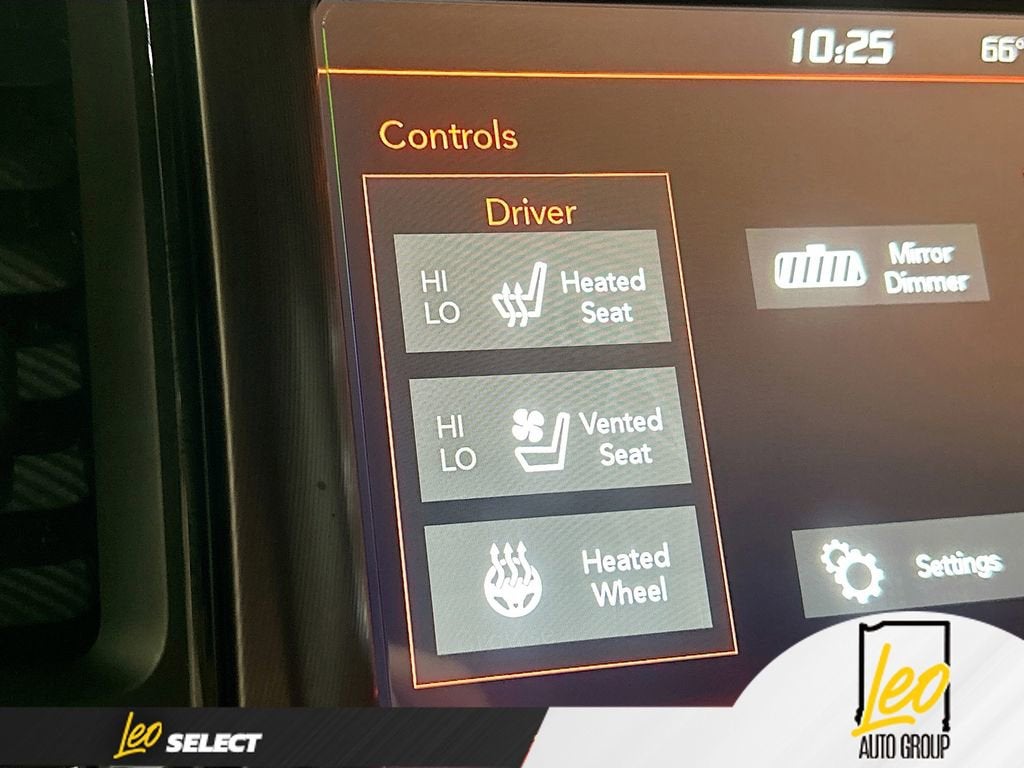 10:25 66°
Controls
Driver
HI
LO
Heated
Seat
Mirror
Dimmer
HI
LO
Vented
Seat
Heated
Wheel
Settings
Leo SELECT
Leo
AUTO GROUP